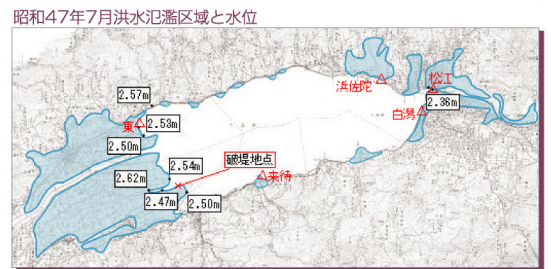 昭和47年7月洪水氾濫区域と水位
松江
浜佐陀
2.36m
白潟
2.57m
東
2.53m
2.50m
2.54m
破堤地点
2.62m
来待
2.47m
2.50m